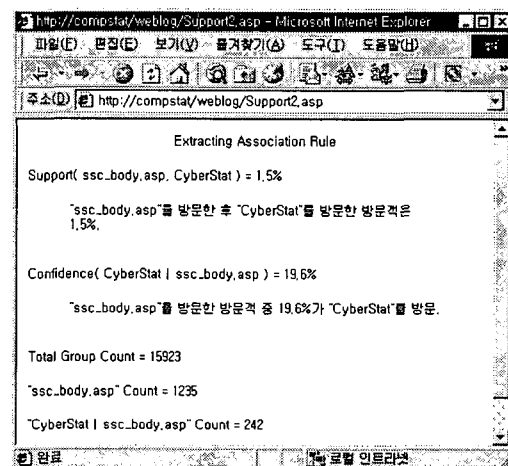 http://compstat/weblog/Support2.asp - Microsoft Internet Explorer
파일(F) 편집(E) 보기(V) 즐겨찾기(A) 도구(T) 도움말(H)
주소(D) http://compstat/weblog/Support2.asp
Extracting Association Rule
Support( ssc_body.asp, CyberStat ) = 1.5%
"ssc_body.asp"를 방문한 후 "CyberStat"를 방문한 방문객은
1.5%.
Confidence( CyberStat | ssc_body.asp ) = 19.6%
"ssc_body.asp"를 방문한 방문객 중 19.6%가 "CyberStat"를 방문.
Total Group Count = 15923
"ssc_body.asp" Count = 1235
"CyberStat | ssc_body.asp" Count = 242
완료 로컬 인트라넷